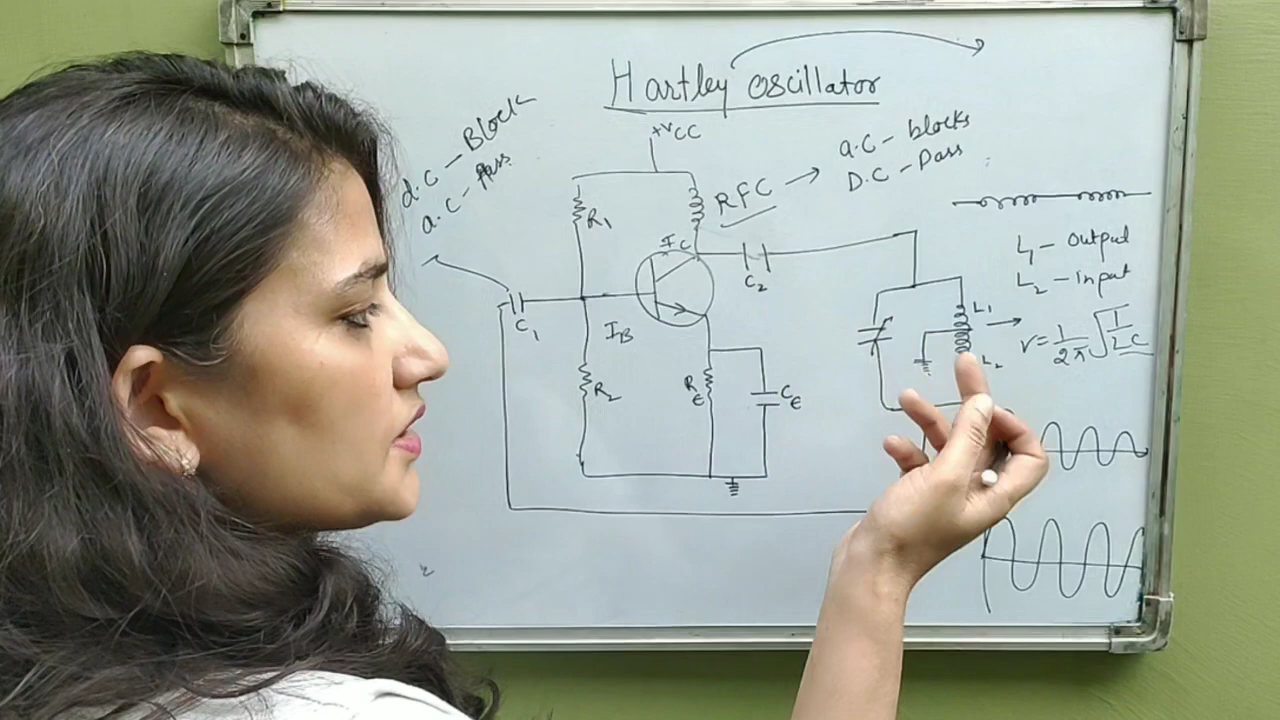 Hartley oscillator
d.c - Block
a.c - Pass
+VCC
RFC → a.c - blocks
D.C - Pass
R1
IC
C2
L1 - Output
L2 - Input
C1
IB
L1
L2
ν = 1/2π √1/LC
R2
RE
CE